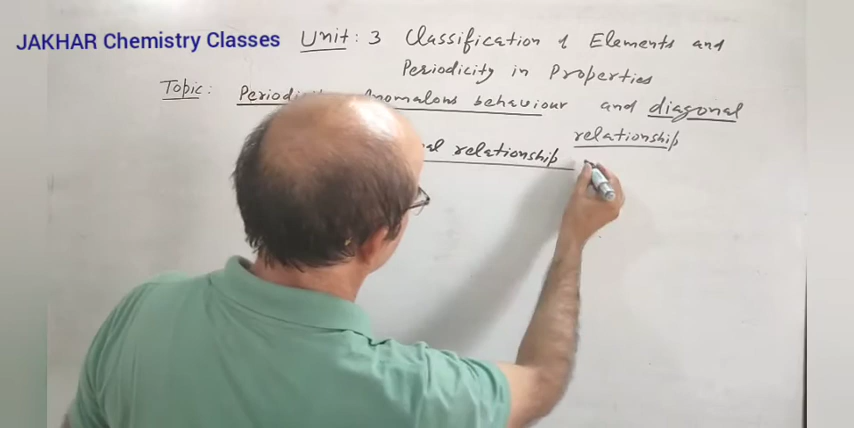 JAKHAR Chemistry Classes
Unit: 3 Classification of Elements and
Periodicity in Properties
Topic: Anomalous behaviour and diagonal
relationship
relationship